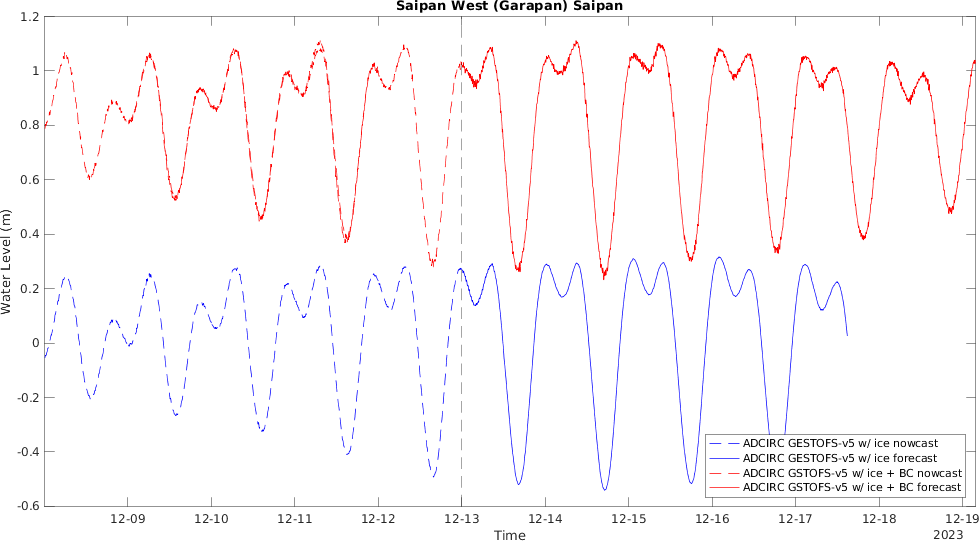 Saipan West (Garapan) Saipan
1.2
1
0.8
0.6
0.4
0.2
0
-0.2
-0.4
-0.6
Water Level (m)
ADCIRC GESTOFS-v5 w/ ice nowcast
ADCIRC GESTOFS-v5 w/ ice forecast
ADCIRC GSTOFS-v5 w/ ice + BC nowcast
ADCIRC GSTOFS-v5 w/ ice + BC forecast
12-09 12-10 12-11 12-12 12-13 12-14 12-15 12-16 12-17 12-18 12-19
Time
2023